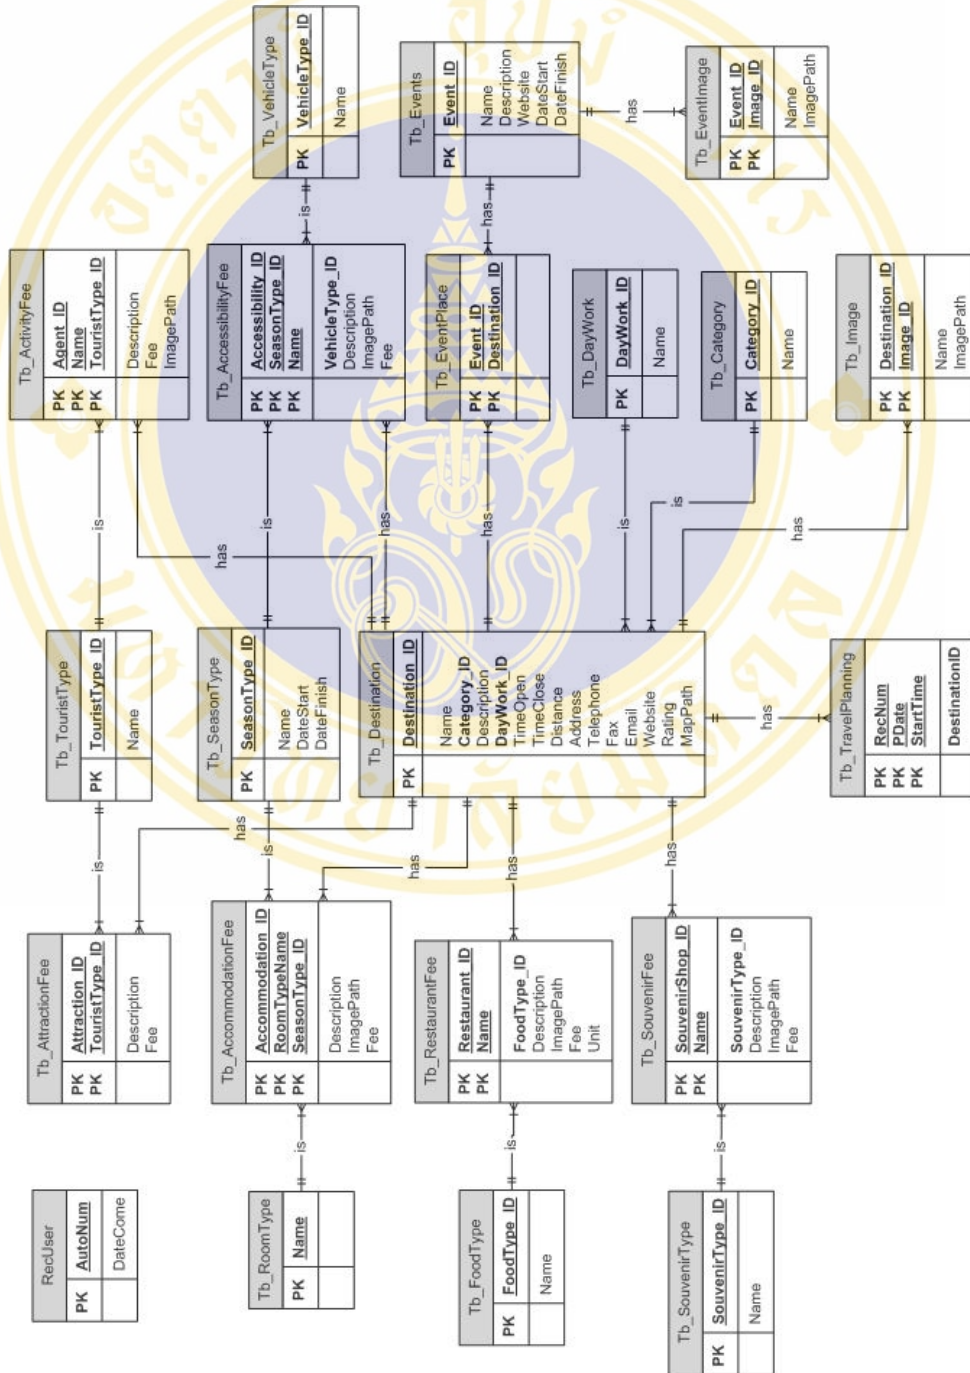 RecUser
PK AutoNum
DateCome
Tb_AttractionFee
PK Attraction_ID
PK TouristType_ID
Description
Fee
is
has
Tb_TouristType
PK TouristType_ID
Name
is
has
Tb_ActivityFee
PK Agent_ID
PK Name
PK TouristType_ID
Description
Fee
ImagePath
Tb_RoomType
PK Name
is
Tb_AccommodationFee
PK Accommodation_ID
PK RoomTypeName
PK SeasonType_ID
Description
ImagePath
Fee
is
has
Tb_SeasonType
PK SeasonType_ID
Name
DateStart
DateFinish
is
has
Tb_AccessibilityFee
PK Accessibility_ID
PK SeasonType_ID
PK Name
VehicleType_ID
Description
ImagePath
Fee
is
Tb_VehicleType
PK VehicleType_ID
Name
Tb_FoodType
PK FoodType_ID
Name
is
Tb_RestaurantFee
PK Restaurant_ID
PK Name
FoodType_ID
Description
ImagePath
Fee
Unit
has
Tb_Destination
PK Destination_ID
Name
Category_ID
Description
DayWork_ID
TimeOpen
TimeClose
Distance
Address
Telephone
Fax
Email
Website
Rating
MapPath
has
Tb_EventPlace
PK Event_ID
PK Destination_ID
has
Tb_Events
PK Event_ID
Name
Description
Website
DateStart
DateFinish
has
Tb_EventImage
PK Event_ID
PK Image_ID
Name
ImagePath
is
Tb_DayWork
PK DayWork_ID
Name
is
Tb_Category
PK Category_ID
Name
Tb_SouvenirType
PK SouvenirType_ID
Name
is
Tb_SouvenirFee
PK SouvenirShop_ID
PK Name
SouvenirType_ID
Description
ImagePath
Fee
has
has
Tb_TravelPlanning
PK RecNum
PK PDate
PK StartTime
DestinationID
has
Tb_Image
PK Destination_ID
PK Image_ID
Name
ImagePath